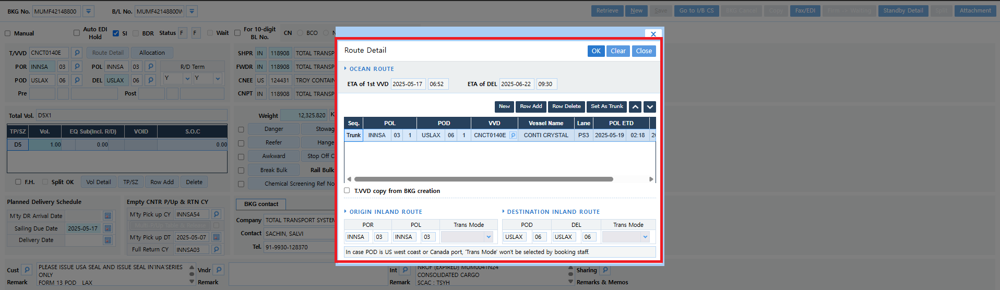 BKG No. MUMF42148800 B/L No. MUMF42148800W Retrieve New Save Go to I/B CS BKG Cancel Copy Fax/EDI Firm -> Waiting Standby Detail Split Attachment
Manual Auto EDI Hold SI BDR Status F F Wait For 10-digit BL No. CN BCO N
T/VVD CNCT0140E Route Detail Allocation
POR INNSA 03 POL INNSA 03 R/D Term
POD USLAX 06 DEL USLAX 06 Y Y
Pre Post
SHPR IN 118908 TOTAL TRANSP
FWDR IN 118908 TOTAL TRANSP
CNEE US 124431 TROY CONTAIN
CNPT IN 118908 TOTAL TRANSP
Total Vol. D5X1
TP/SZ Vol. EQ Sub(Incl. R/D) VOID S.O.C
D5 1.00 0.00 0.00
F.H. Split OK Vol Detail TP/SZ Row Add Delete
Weight 12,325.820 K
Danger Stowag
Reefer Hange
Awkward Stop Off C
Break Bulk Rail Bulk
Chemical Screening Ref No
Route Detail OK Clear Close
OCEAN ROUTE
ETA of 1st VVD 2025-05-17 06:52 ETA of DEL 2025-06-22 09:30
New Row Add Row Delete Set As Trunk
Seq. POL POD VVD Vessel Name Lane POL ETD
Trunk INNSA 03 1 USLAX 06 1 CNCT0140E CONTI CRYSTAL PS3 2025-05-19 02:18 20
T.VVD copy from BKG creation
ORIGIN INLAND ROUTE
POR POL Trans Mode
INNSA 03 INNSA 03
DESTINATION INLAND ROUTE
POD DEL Trans Mode
USLAX 06 USLAX 06
In case POD is US west coast or Canada port, 'Trans Mode' won't be selected by booking staff.
Planned Delivery Schedule
M'ty DR Arrival Date
Sailing Due Date 2025-05-17
Delivery Date
Empty CNTR P/Up & RTN CY
M'ty Pick up CY INNSA54
M'ty Pick up DT 2025-05-07
Full Return CY INNSA03
BKG contact
Company TOTAL TRANSPORT SYSTEM
Contact SACHIN, SALVI
Tel. 91-9930-128370
Cust Remark
PLEASE ISSUE USA SEAL AND ISSUE SEAL IN'INA'SERIES
ONLY
FORM 13 POD LAX
Vndr Remark
Int Remark
NROF (EXPIRED) MUM0041N24
CONSOLIDATED CARGO
SCAC : TSYH
Sharing
Remarks & Memos